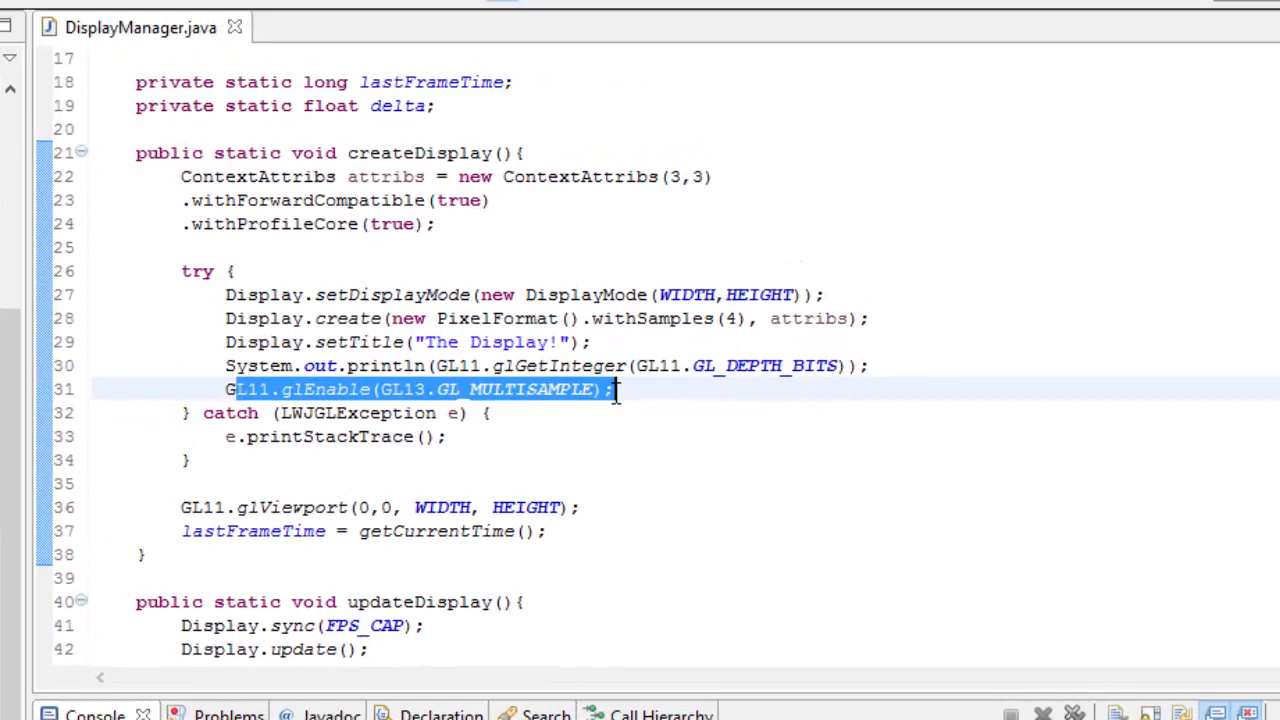 DisplayManager.java
17
18 private static long lastFrameTime;
19 private static float delta;
20
21 public static void createDisplay(){
22 ContextAttribs attribs = new ContextAttribs(3,3)
23 .withForwardCompatible(true)
24 .withProfileCore(true);
25
26 try {
27 Display.setDisplayMode(new DisplayMode(WIDTH,HEIGHT));
28 Display.create(new PixelFormat().withSamples(4), attribs);
29 Display.setTitle("The Display!");
30 System.out.println(GL11.glGetInteger(GL11.GL_DEPTH_BITS));
31 GL11.glEnable(GL13.GL_MULTISAMPLE);
32 } catch (LWJGLException e) {
33 e.printStackTrace();
34 }
35
36 GL11.glViewport(0,0, WIDTH, HEIGHT);
37 lastFrameTime = getCurrentTime();
38 }
39
40 public static void updateDisplay(){
41 Display.sync(FPS_CAP);
42 Display.update();
Console Problems @ Javadoc Declaration Search Call Hierarchy